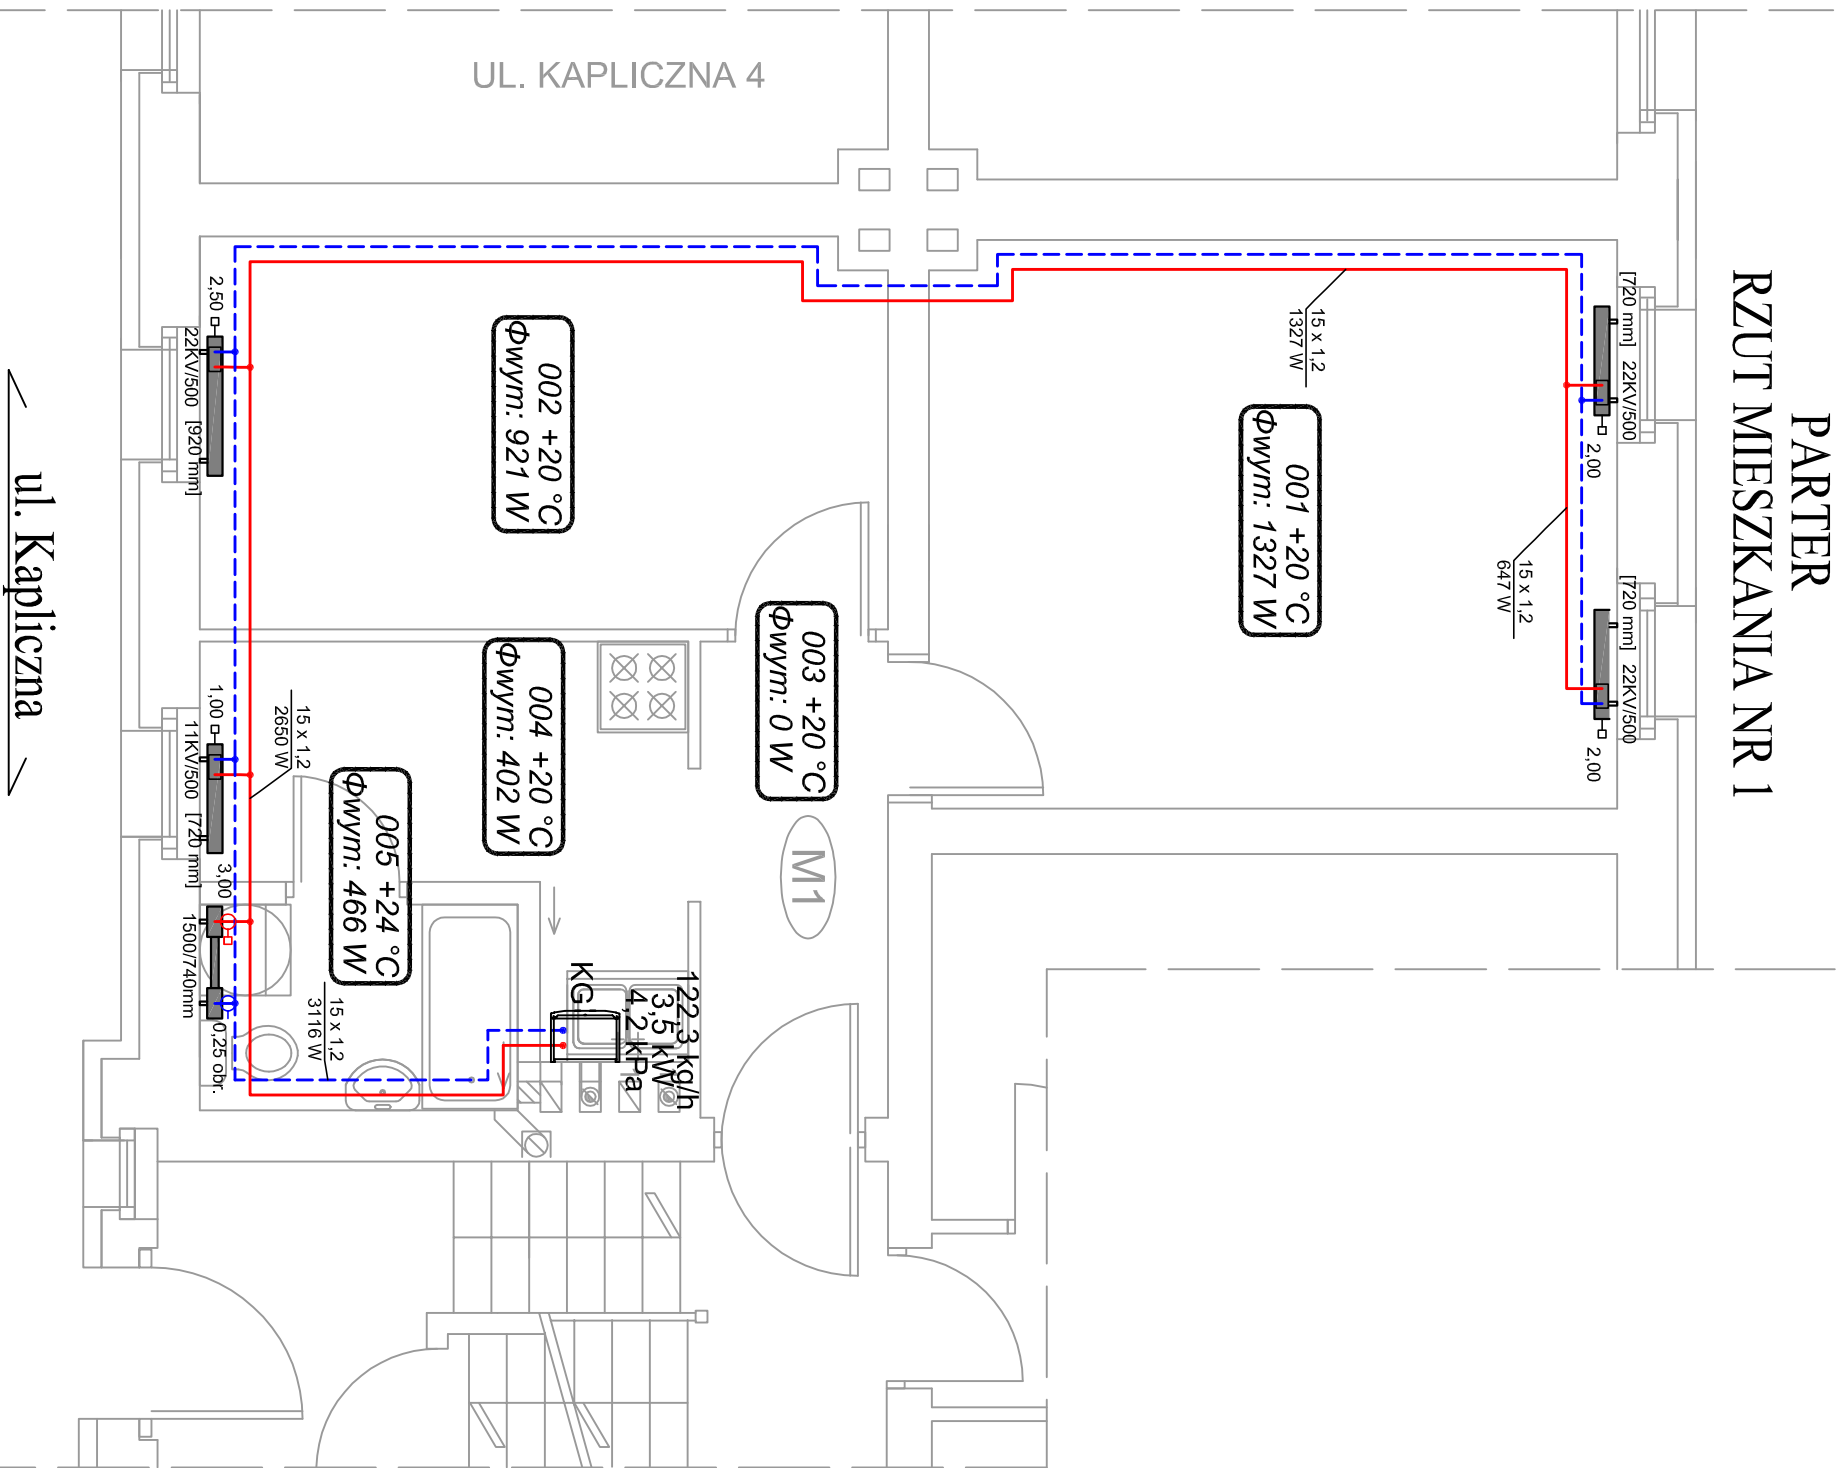 PARTER
RZUT MIESZKANIA NR 1
UL. KAPLICZNA 4
[720 mm] 22KV/500
2,00
[720 mm] 22KV/500
2,00
15 x 1,2
1327 W
15 x 1,2
647 W
001 +20 °C
Φwym: 1327 W
002 +20 °C
Φwym: 921 W
003 +20 °C
Φwym: 0 W
004 +20 °C
Φwym: 402 W
005 +24 °C
Φwym: 466 W
M1
122,3 kg/h
3,5 kW
4,2 kPa
KG
15 x 1,2
2650 W
15 x 1,2
3116 W
2,50
22KV/500 [920 mm]
1,00
11KV/500 [720 mm]
3,00
1500/740mm
0,25 obr.
ul. Kapliczna